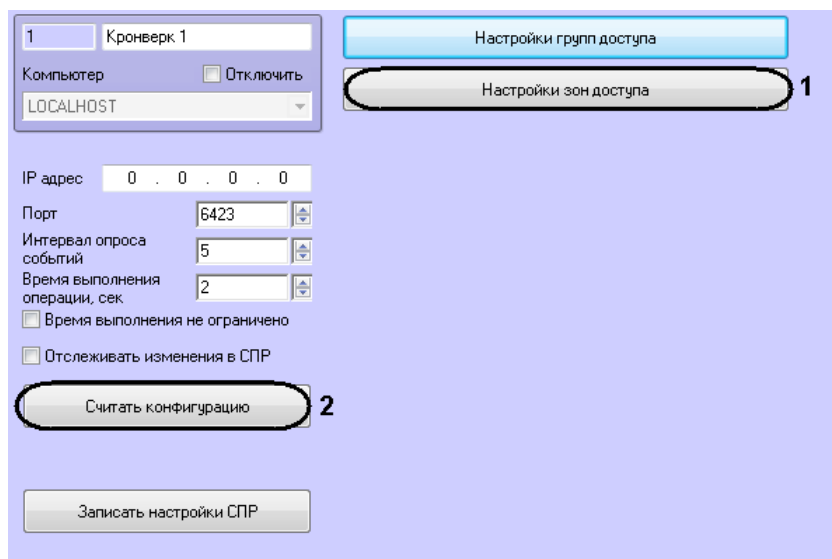 1 Кронверк 1
Компьютер Отключить
LOCALHOST
Настройки групп доступа
Настройки зон доступа 1
IP адрес 0 . 0 . 0 . 0
Порт 6423
Интервал опроса
событий 5
Время выполнения
операции, сек 2
Время выполнения не ограничено
Отслеживать изменения в СПР
Считать конфигурацию 2
Записать настройки СПР